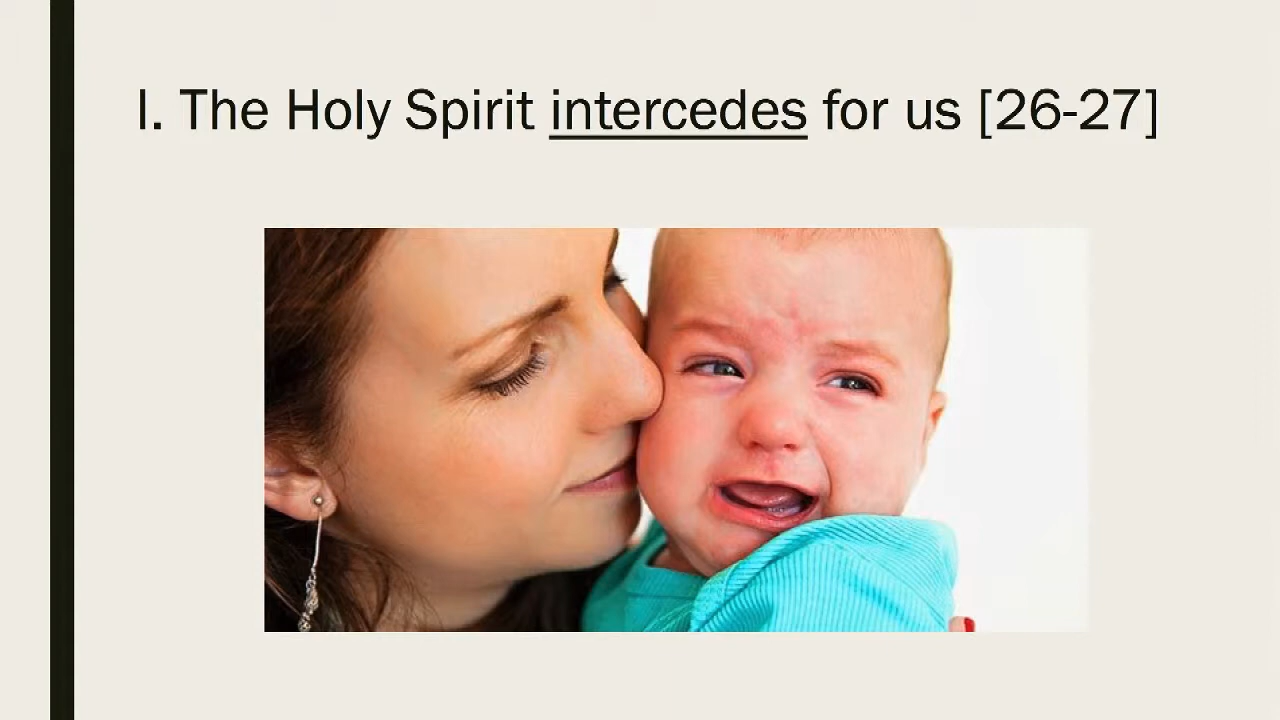 I. The Holy Spirit intercedes for us [26-27]